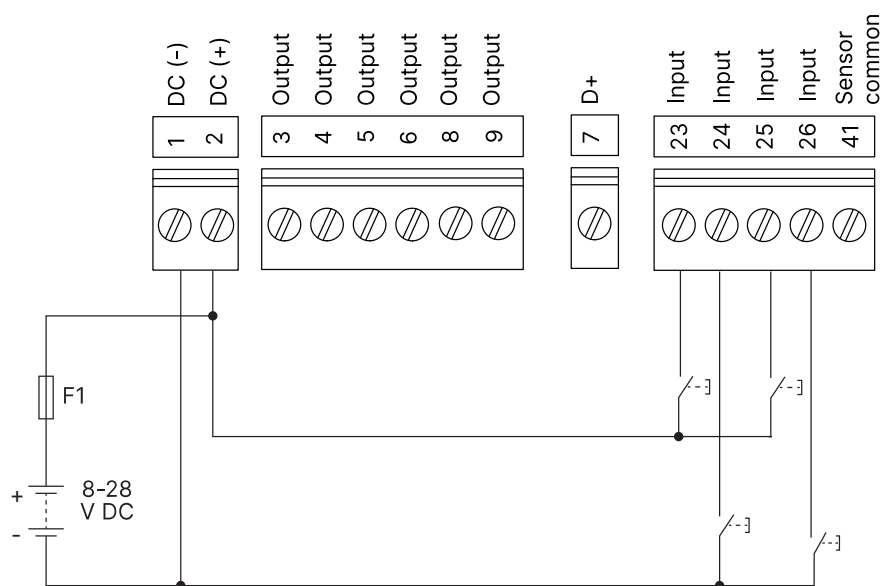 DC (-)
DC (+)
Output
Output
Output
Output
Output
Output
D+
Input
Input
Input
Input
Sensor
common
1
2
3
4
5
6
8
9
7
23
24
25
26
41
F1
+
8-28
V DC
-